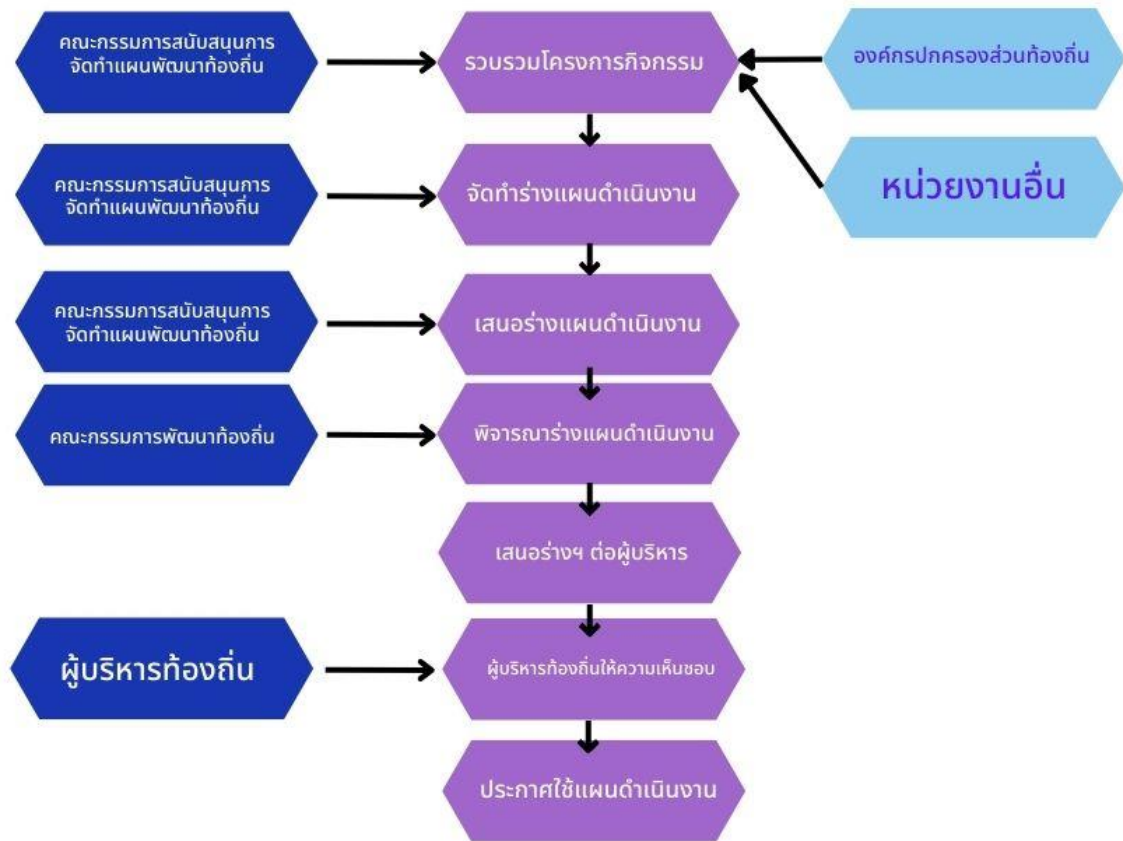 คณะกรรมการสนับสนุนการ
จัดทำแผนพัฒนาท้องถิ่น
รวบรวมโครงการกิจกรรม
องค์กรปกครองส่วนท้องถิ่น
หน่วยงานอื่น
คณะกรรมการสนับสนุนการ
จัดทำแผนพัฒนาท้องถิ่น
จัดทำร่างแผนดำเนินงาน
คณะกรรมการสนับสนุนการ
จัดทำแผนพัฒนาท้องถิ่น
เสนอร่างแผนดำเนินงาน
คณะกรรมการพัฒนาท้องถิ่น
พิจารณาร่างแผนดำเนินงาน
เสนอร่างฯ ต่อผู้บริหาร
ผู้บริหารท้องถิ่น
ผู้บริหารท้องถิ่นให้ความเห็นชอบ
ประกาศใช้แผนดำเนินงาน